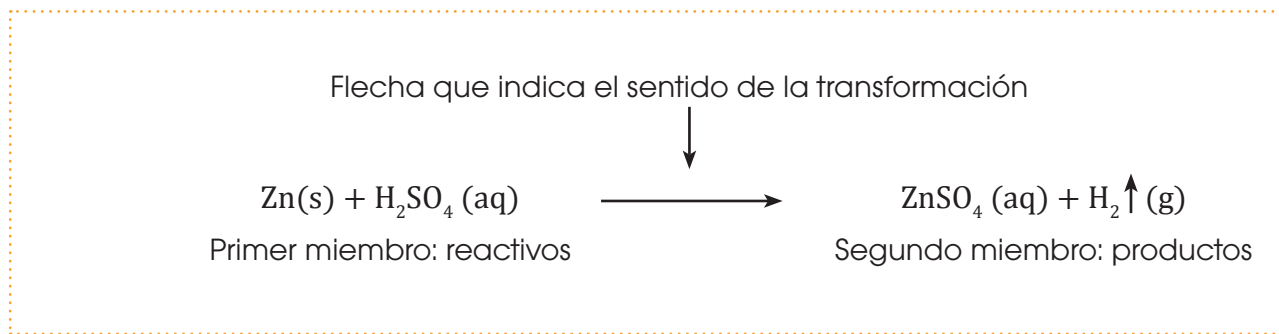 Flecha que indica el sentido de la transformación
Zn(s) + H₂SO₄ (aq) ⟶ ZnSO₄ (aq) + H₂↑ (g)
Primer miembro: reactivos Segundo miembro: productos